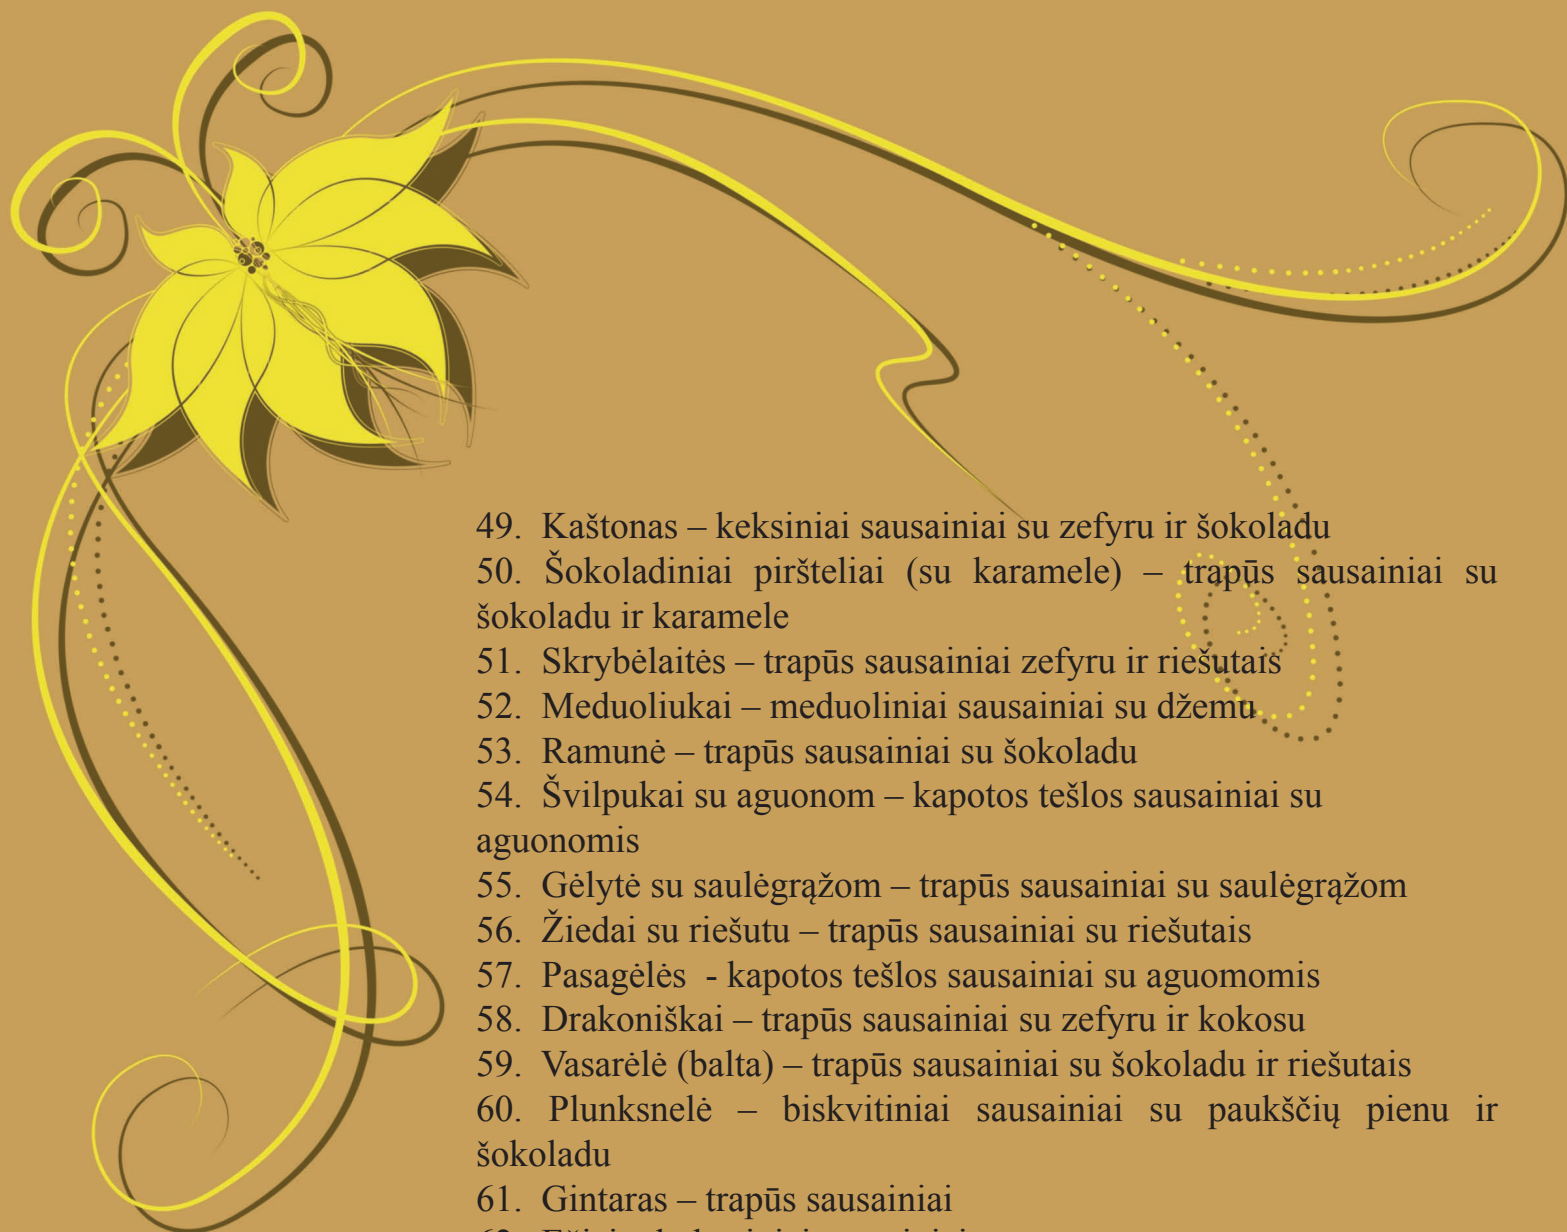 49. Kaštonas – keksiniai sausainiai su zefyru ir šokoladu
50. Šokoladiniai piršteliai (su karamele) – trapūs sausainiai su
šokoladu ir karamele
51. Skrybėlaitės – trapūs sausainiai zefyru ir riešutais
52. Meduoliukai – meduoliniai sausainiai su džemu
53. Ramunė – trapūs sausainiai su šokoladu
54. Švilpukai su aguonom – kapotos tešlos sausainiai su
aguonomis
55. Gėlytė su saulėgrąžom – trapūs sausainiai su saulėgrąžom
56. Žiedai su riešutu – trapūs sausainiai su riešutais
57. Pasagėlės - kapotos tešlos sausainiai su aguomomis
58. Drakoniškai – trapūs sausainiai su zefyru ir kokosu
59. Vasarėlė (balta) – trapūs sausainiai su šokoladu ir riešutais
60. Plunksnelė – biskvitiniai sausainiai su paukščių pienu ir
šokoladu
61. Gintaras – trapūs sausainiai